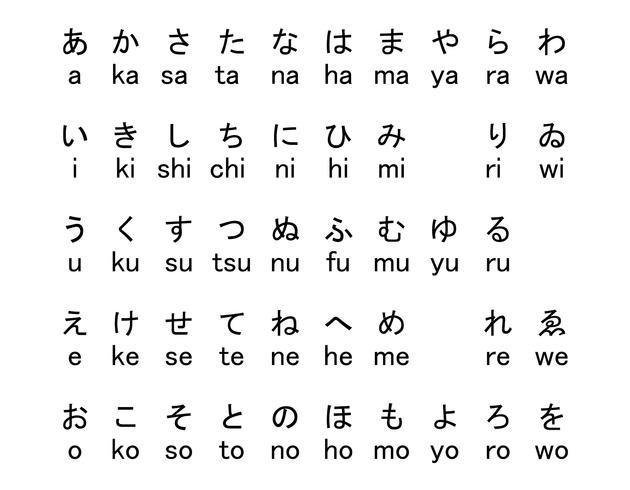 あ か さ た な は ま や ら わ
a ka sa ta na ha ma ya ra wa
い き し ち に ひ み り ゐ
i ki shi chi ni hi mi ri wi
う く す つ ぬ ふ む ゆ る
u ku su tsu nu fu mu yu ru
え け せ て ね へ め れ ゑ
e ke se te ne he me re we
お こ そ と の ほ も よ ろ を
o ko so to no ho mo yo ro wo